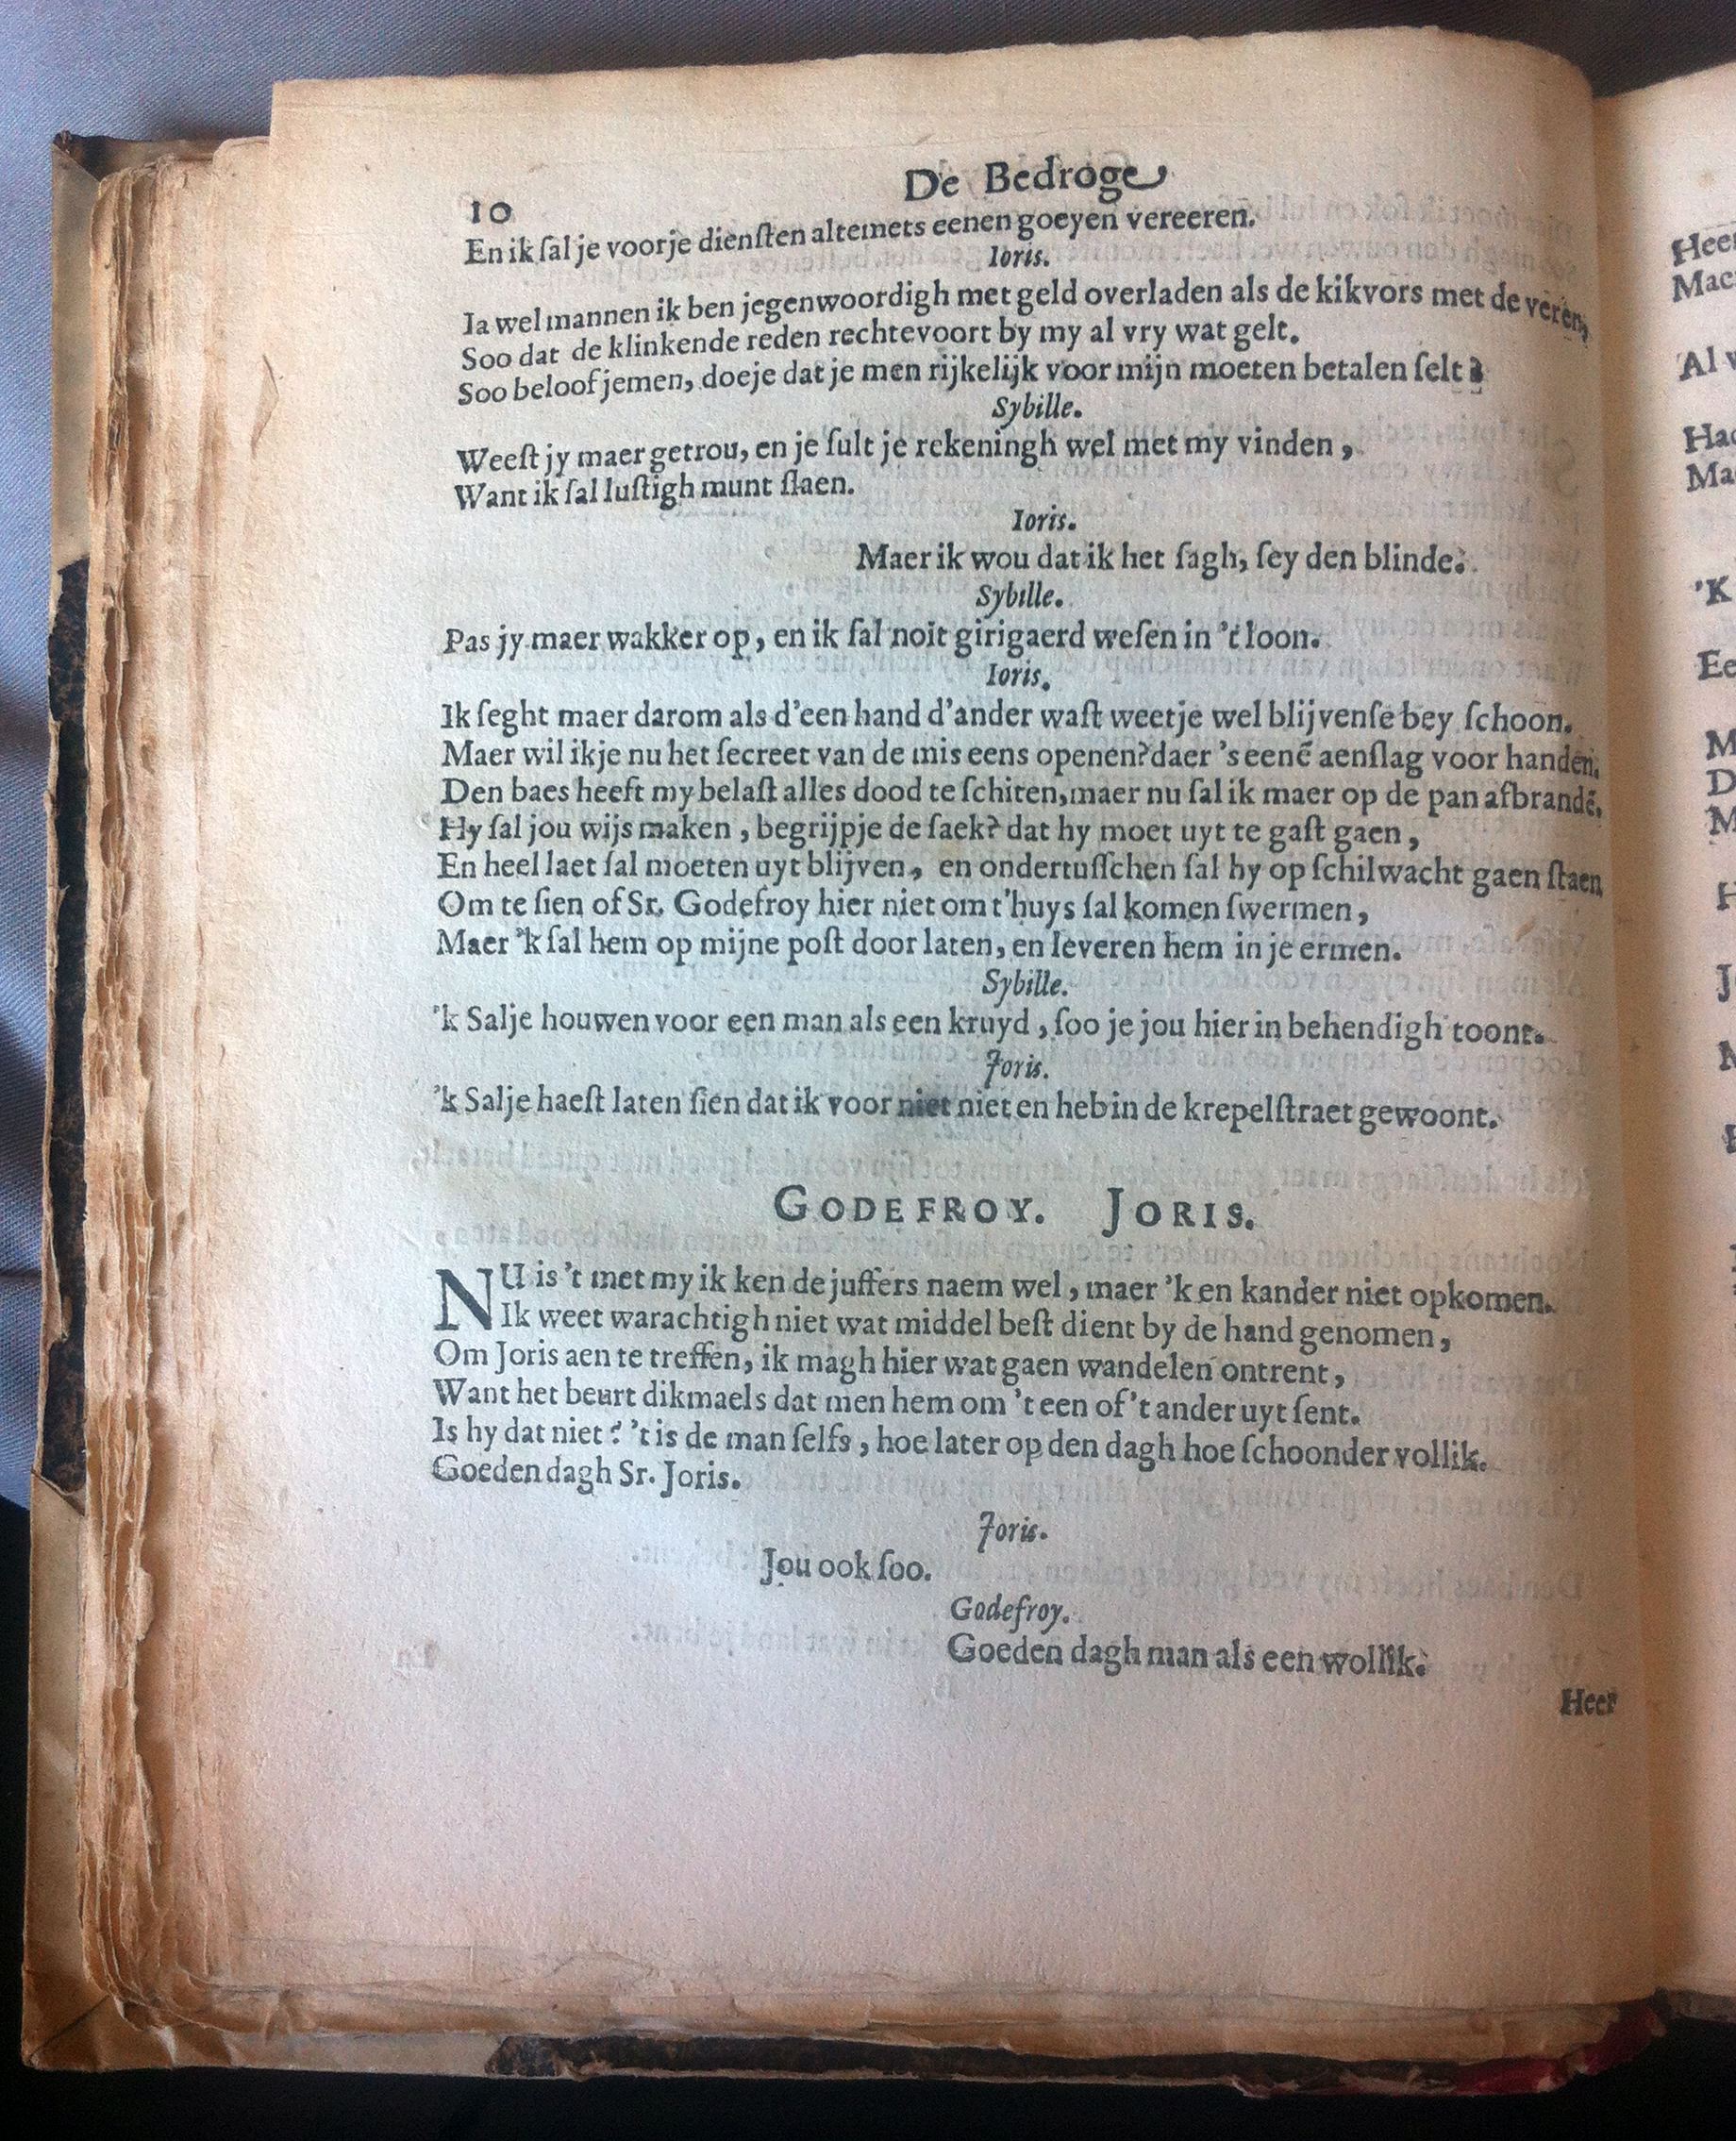 De Bedroge
10
En ik ſal je voor je dienſten altemets eenen goeyen vereeren.
Ioris.
Ja wel mannen ik ben jegenwoordigh met geld overladen als de kikvors met de veren,
Soo dat de klinkende reden rechtevoort by my al vry wat gelt.
Soo beloof jemen, doeje dat je men rijkelijk voor mijn moeten betalen ſelt?
Sybille.
Weeſt jy maer getrou, en je ſult je rekeningh wel met my vinden,
Want ik ſal luſtigh munt ſlaen.
Ioris.
Maer ik wou dat ik het ſagh, ſey den blinde.
Sybille.
Pas jy maer wakker op, en ik ſal noit girigaerd weſen in 't loon.
Ioris.
Ik ſeght maer darom als d'een hand d'ander waſt weetje wel blijvenſe bey ſchoon.
Maer wil ikje nu het ſecreet van de mis eens openen? daer 's eenē aenſlag voor handen.
Den baes heeft my belaſt alles dood te ſchiten, maer nu ſal ik maer op de pan afbrandē.
Hy ſal jou wijs maken, begrijpje de ſaek? dat hy moet uyt te gaſt gaen,
En heel laet ſal moeten uyt blijven, en ondertuſſchen ſal hy op ſchilwacht gaen ſtaen
Om te ſien of Sr. Godefroy hier niet om t'huys ſal komen ſwermen,
Maer 'k ſal hem op mijne poſt door laten, en leveren hem in je ermen.
Sybille.
'k Salje houwen voor een man als een kruyd, ſoo je jou hier in behendigh toont.
Joris.
'k Salje haeſt laten ſien dat ik voor niet niet en heb in de krepelſtraet gewoont.
GODEFROY. JORIS.
NU is 't met my ik ken de juffers naem wel, maer 'k en kander niet opkomen.
Ik weet warachtigh niet wat middel beſt dient by de hand genomen,
Om Joris aen te treffen, ik magh hier wat gaen wandelen ontrent,
Want het beurt dikmaels dat men hem om 't een of 't ander uyt ſent.
Is hy dat niet? 't is de man ſelfs, hoe later op den dagh hoe ſchoonder vollik.
Goeden dagh Sr. Joris.
Joris.
Jou ook ſoo.
Godefroy.
Goeden dagh man als een wollik.
Heer
Heer
Al
'K
Ee